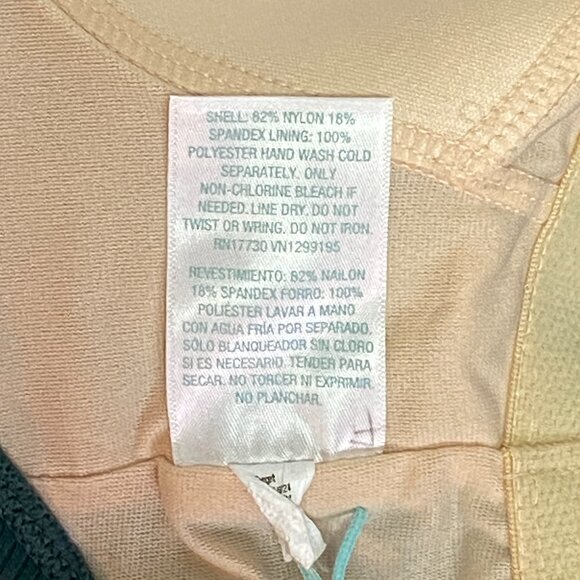 SHELL: 82% NYLON 18%
SPANDEX LINING: 100%
POLYESTER HAND WASH COLD
SEPARATELY. ONLY
NON-CHLORINE BLEACH IF
NEEDED. LINE DRY. DO NOT
TWIST OR WRING. DO NOT IRON.
RN17730 VN1299195
REVESTIMIENTO: 82% NAILON
18% SPANDEX FORRO: 100%
POLIÉSTER LAVAR A MANO
CON AGUA FRÍA POR SEPARADO.
SÓLO BLANQUEADOR SIN CLORO
SI ES NECESARIO. TENDER PARA
SECAR. NO TORCER NI EXPRIMIR.
NO PLANCHAR.